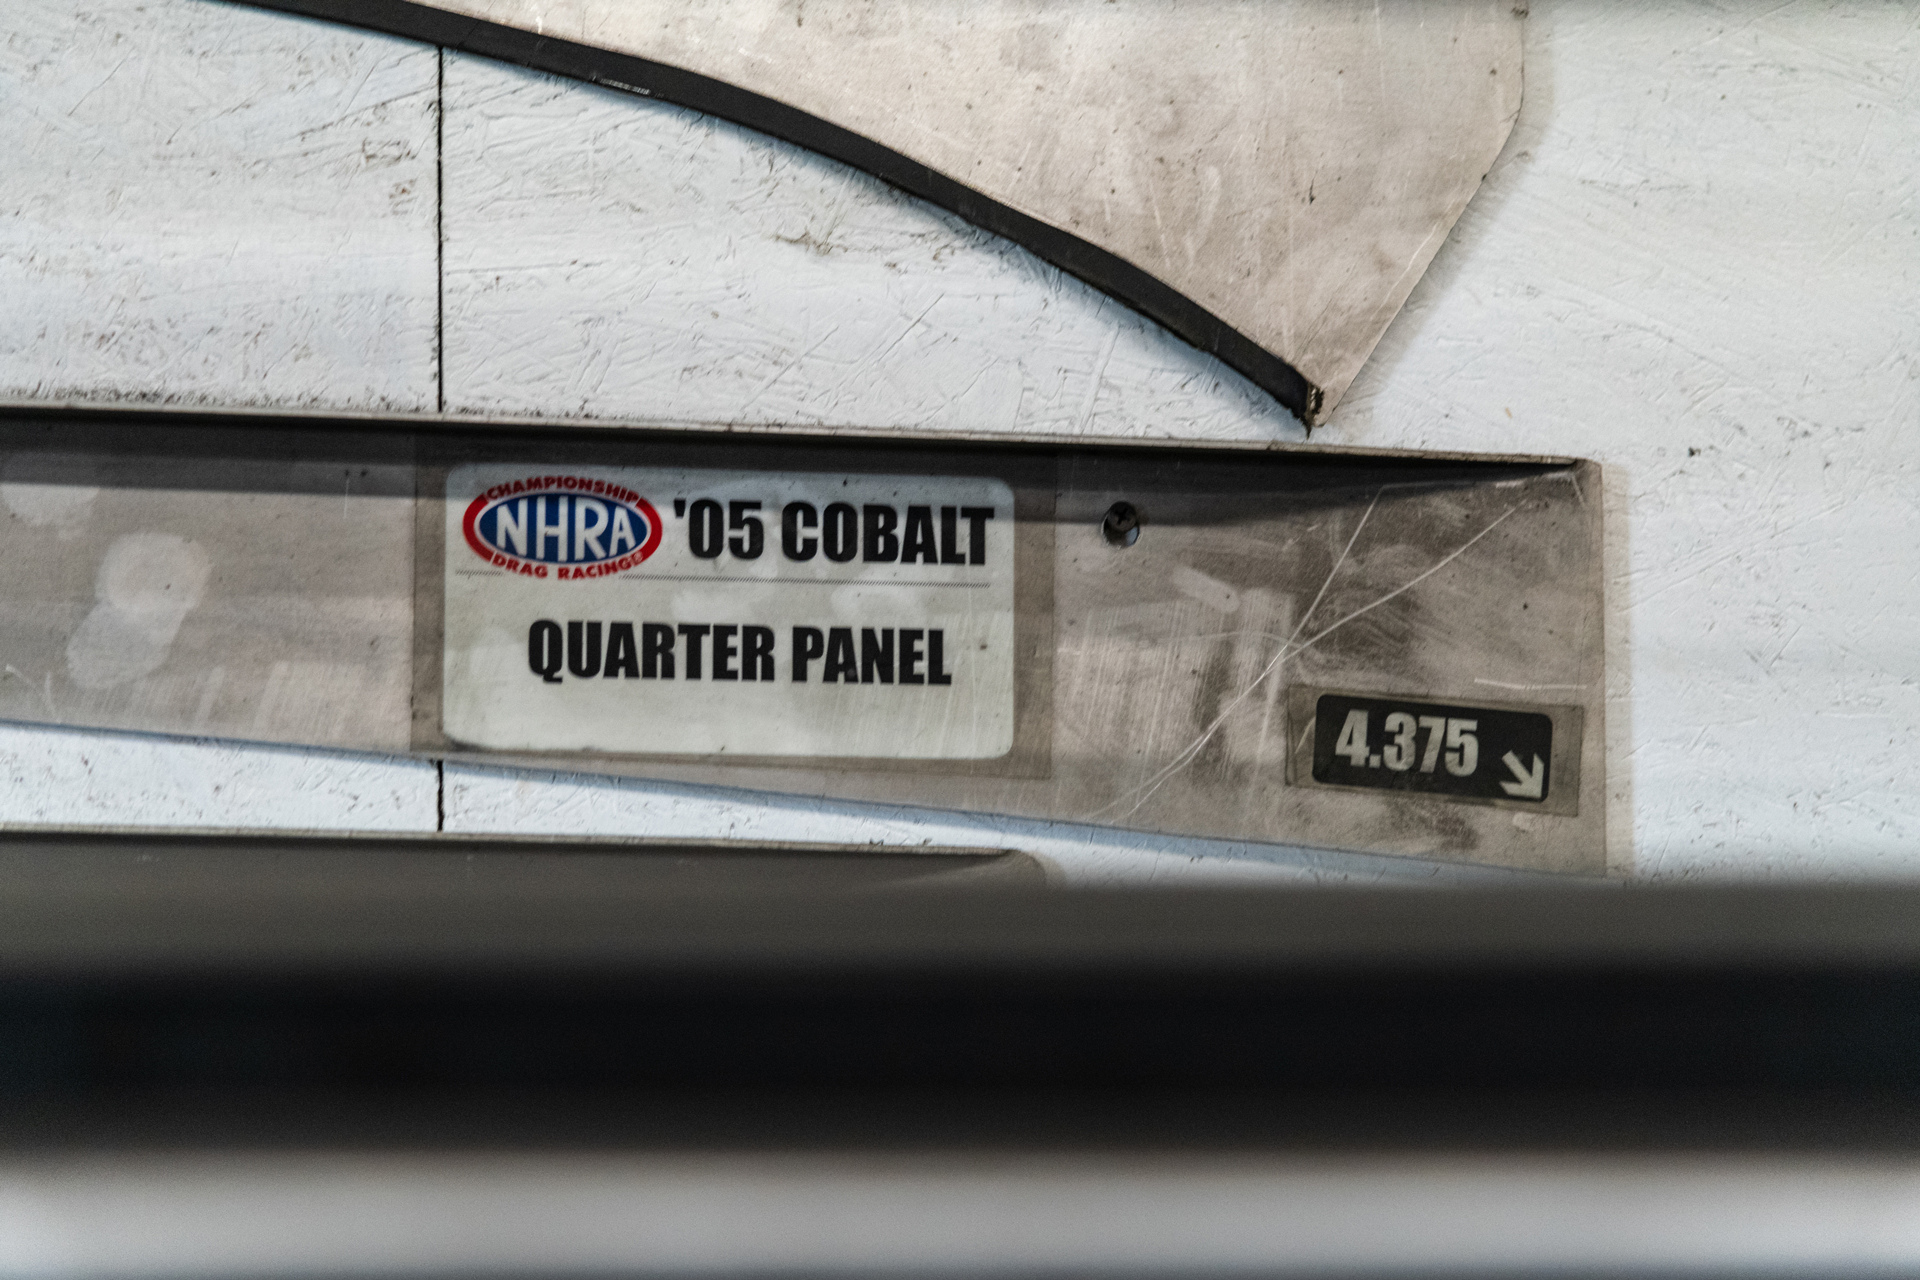 CHAMPIONSHIP
NHRA
DRAG RACING®
'05 COBALT
QUARTER PANEL
4.375